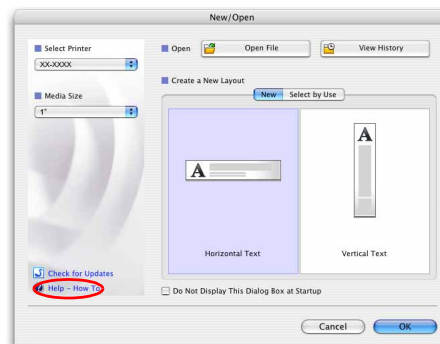 New/Open
Select Printer
XX-XXXX
Media Size
1"
Check for Updates
Help - How To
Open
Open File
View History
Create a New Layout
New
Select by Use
A
Horizontal Text
A
Vertical Text
Do Not Display This Dialog Box at Startup
Cancel
OK